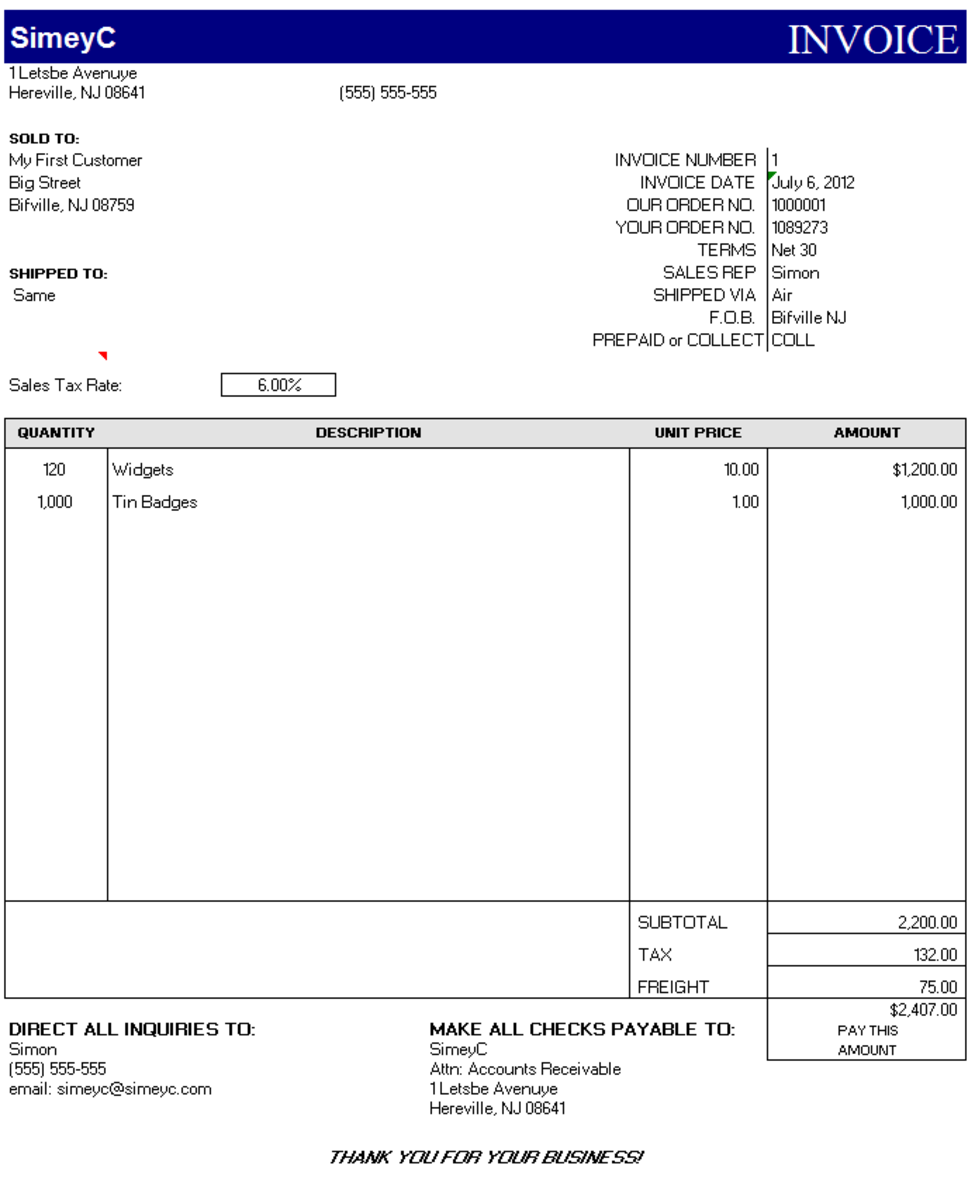 SimeyC INVOICE
1 Letsbe Avenuye
Hereville, NJ 08641 (555) 555-555
SOLD TO:
My First Customer
Big Street
Bifville, NJ 08759
INVOICE NUMBER 1
INVOICE DATE July 6, 2012
OUR ORDER NO. 1000001
YOUR ORDER NO. 1089273
TERMS Net 30
SALES REP Simon
SHIPPED VIA Air
F.O.B. Bifville NJ
PREPAID or COLLECT COLL
SHIPPED TO:
Same
Sales Tax Rate: 6.00%
QUANTITY DESCRIPTION UNIT PRICE AMOUNT
120 Widgets 10.00 $1,200.00
1,000 Tin Badges 1.00 1,000.00
SUBTOTAL 2,200.00
TAX 132.00
FREIGHT 75.00
$2,407.00
PAY THIS
AMOUNT
DIRECT ALL INQUIRIES TO:
Simon
(555) 555-555
email: simeyc@simeyc.com
MAKE ALL CHECKS PAYABLE TO:
SimeyC
Attn: Accounts Receivable
1 Letsbe Avenuye
Hereville, NJ 08641
THANK YOU FOR YOUR BUSINESS!